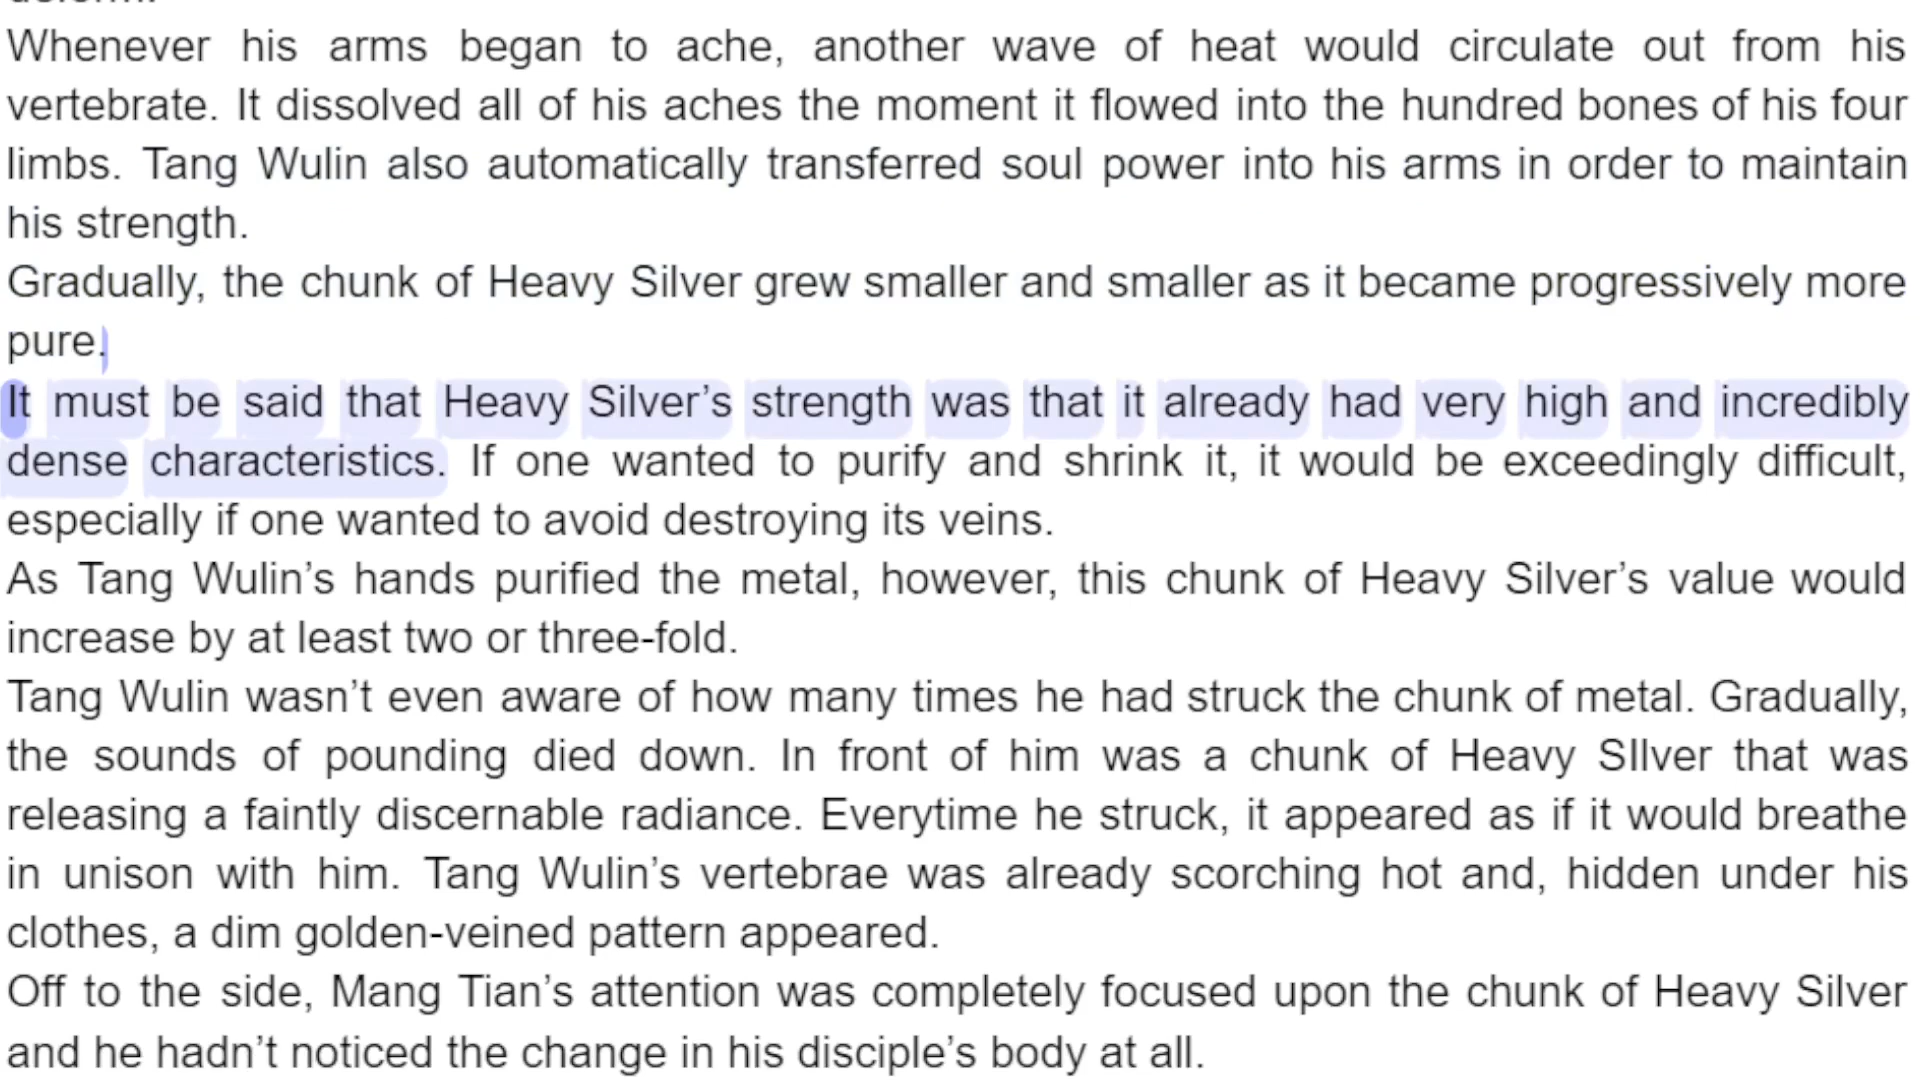 Whenever his arms began to ache, another wave of heat would circulate out from his
vertebrate. It dissolved all of his aches the moment it flowed into the hundred bones of his four
limbs. Tang Wulin also automatically transferred soul power into his arms in order to maintain
his strength.
Gradually, the chunk of Heavy Silver grew smaller and smaller as it became progressively more
pure.
It must be said that Heavy Silver’s strength was that it already had very high and incredibly
dense characteristics. If one wanted to purify and shrink it, it would be exceedingly difficult,
especially if one wanted to avoid destroying its veins.
As Tang Wulin’s hands purified the metal, however, this chunk of Heavy Silver’s value would
increase by at least two or three-fold.
Tang Wulin wasn’t even aware of how many times he had struck the chunk of metal. Gradually,
the sounds of pounding died down. In front of him was a chunk of Heavy SIlver that was
releasing a faintly discernable radiance. Everytime he struck, it appeared as if it would breathe
in unison with him. Tang Wulin’s vertebrae was already scorching hot and, hidden under his
clothes, a dim golden-veined pattern appeared.
Off to the side, Mang Tian’s attention was completely focused upon the chunk of Heavy Silver
and he hadn’t noticed the change in his disciple’s body at all.